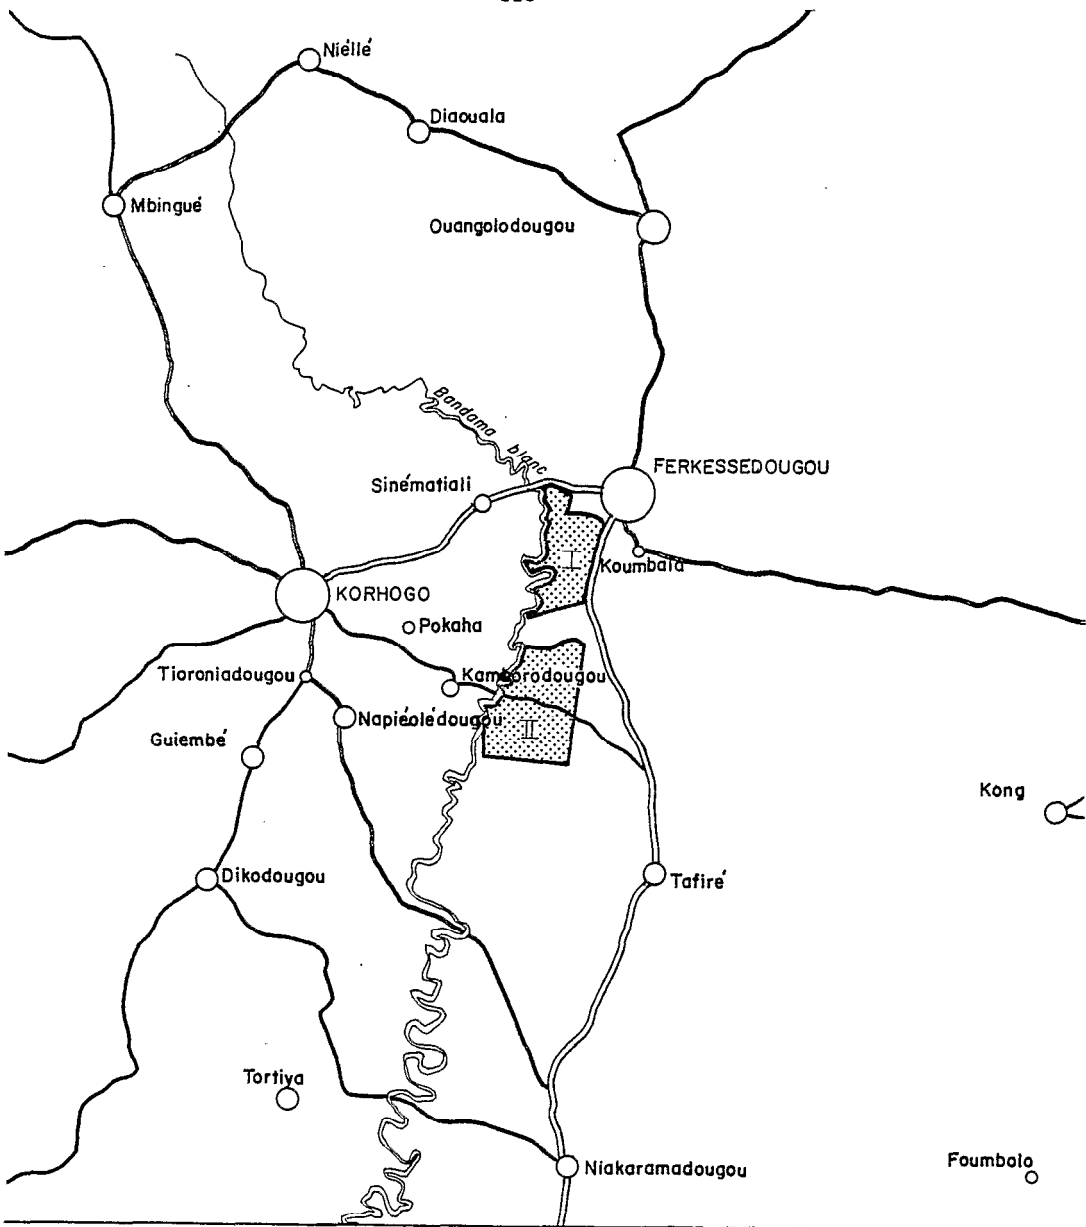 Niéllé
Diaouala
Mbingué
Ouangolodougou
Bandama blanc
FERKESSEDOUGOU
Sinématiali
I
Koumbala
KORHOGO
Pokaha
Tioroniadougou
Kamborodougou
Napiéolédougou
II
Guiembé
Kong
Dikodougou
Tafiré
Tortiya
Niakaramadougou
Foumbolo